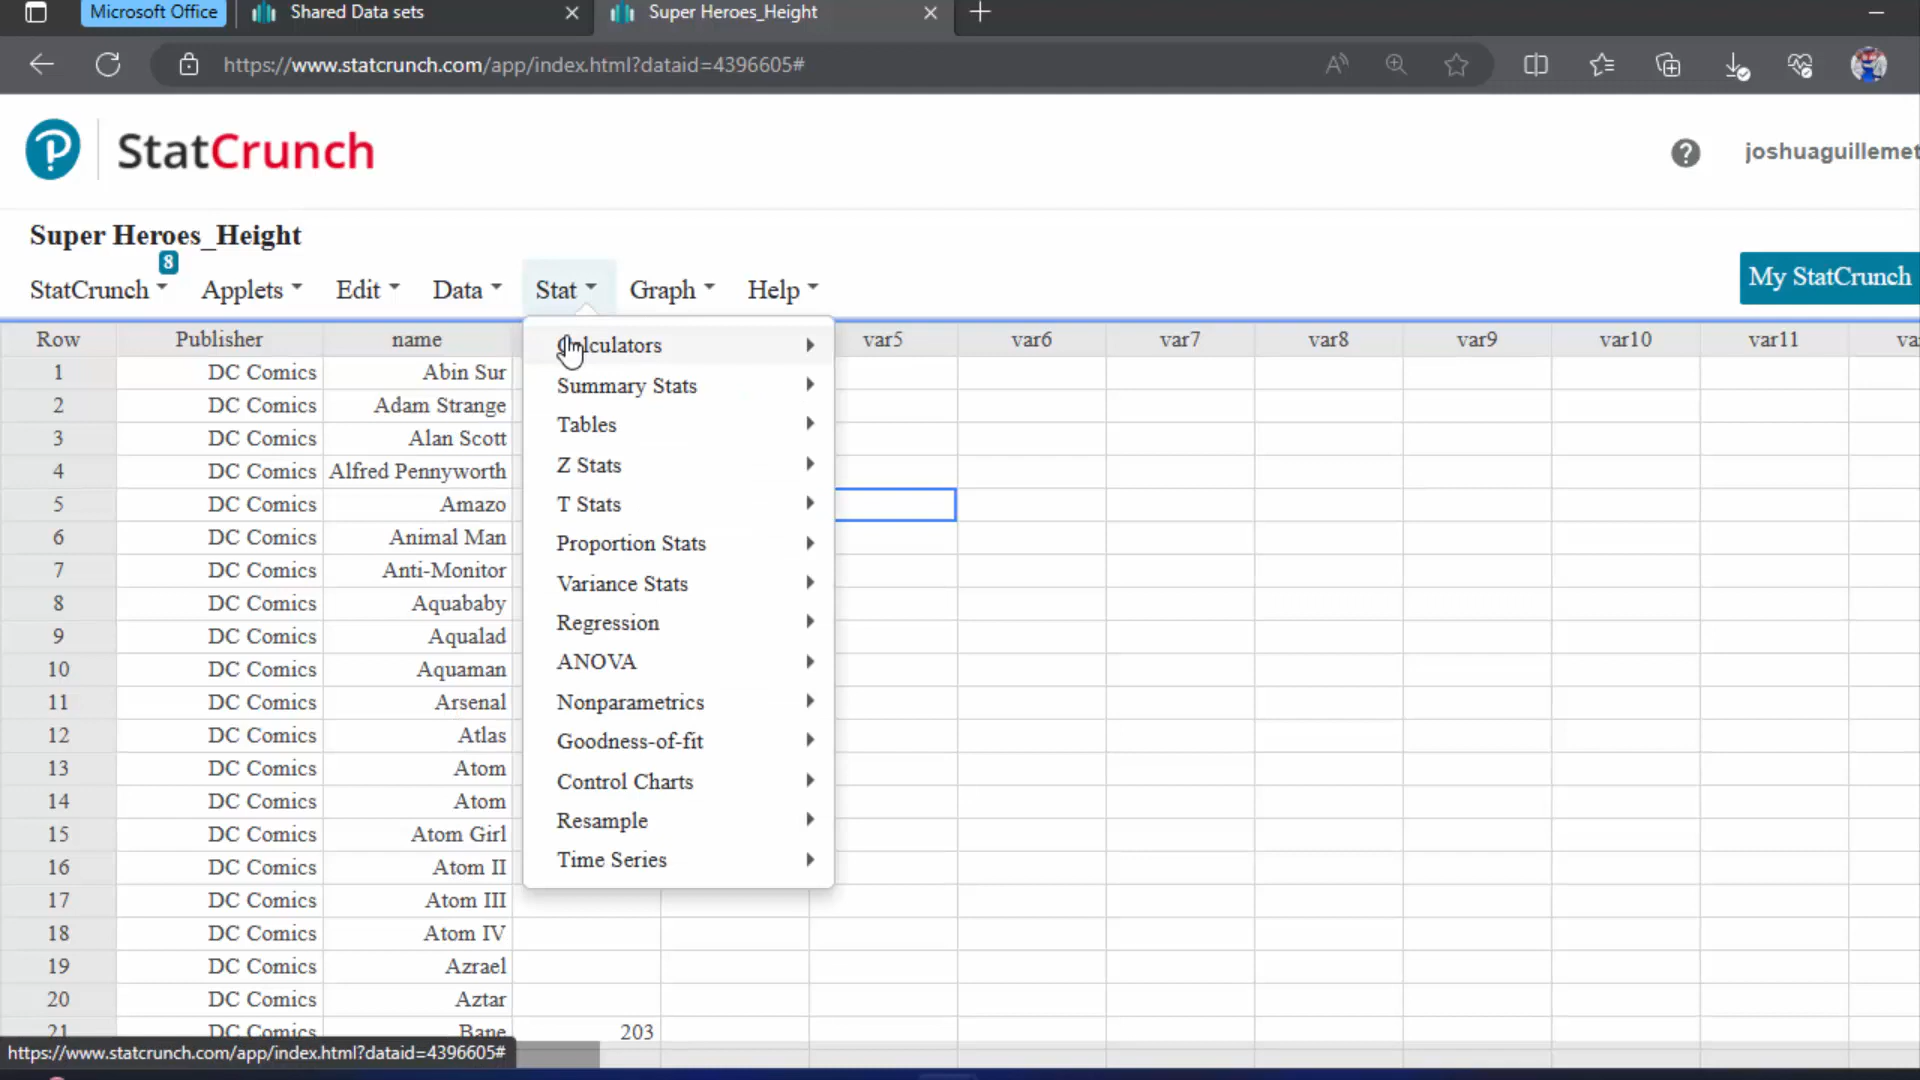 Microsoft Office Shared Data sets Super Heroes_Height
https://www.statcrunch.com/app/index.html?dataid=4396605#
P StatCrunch ? joshuaguillemet
Super Heroes_Height
8
StatCrunch Applets Edit Data Stat Graph Help My StatCrunch
Row Publisher name var5 var6 var7 var8 var9 var10 var11
1 DC Comics Abin Sur
2 DC Comics Adam Strange
3 DC Comics Alan Scott
4 DC Comics Alfred Pennyworth
5 DC Comics Amazo
6 DC Comics Animal Man
7 DC Comics Anti-Monitor
8 DC Comics Aquababy
9 DC Comics Aqualad
10 DC Comics Aquaman
11 DC Comics Arsenal
12 DC Comics Atlas
13 DC Comics Atom
14 DC Comics Atom
15 DC Comics Atom Girl
16 DC Comics Atom II
17 DC Comics Atom III
18 DC Comics Atom IV
19 DC Comics Azrael
20 DC Comics Aztar
21 DC Comics Bane 203
Calculators
Summary Stats
Tables
Z Stats
T Stats
Proportion Stats
Variance Stats
Regression
ANOVA
Nonparametrics
Goodness-of-fit
Control Charts
Resample
Time Series
https://www.statcrunch.com/app/index.html?dataid=4396605#